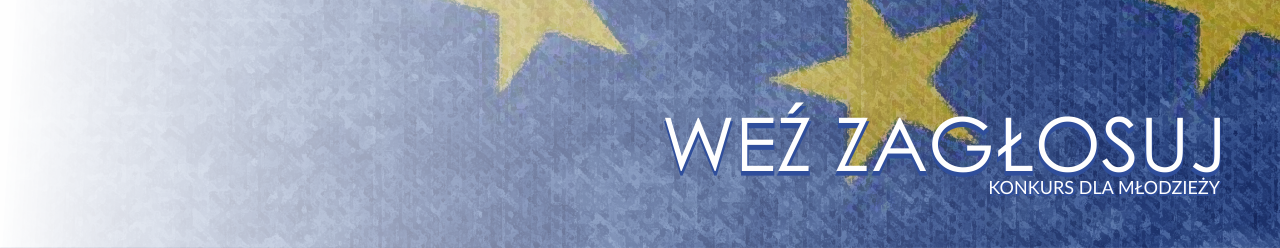 WEŹ ZAGŁOSUJ
KONKURS DLA MŁODZIEŻY